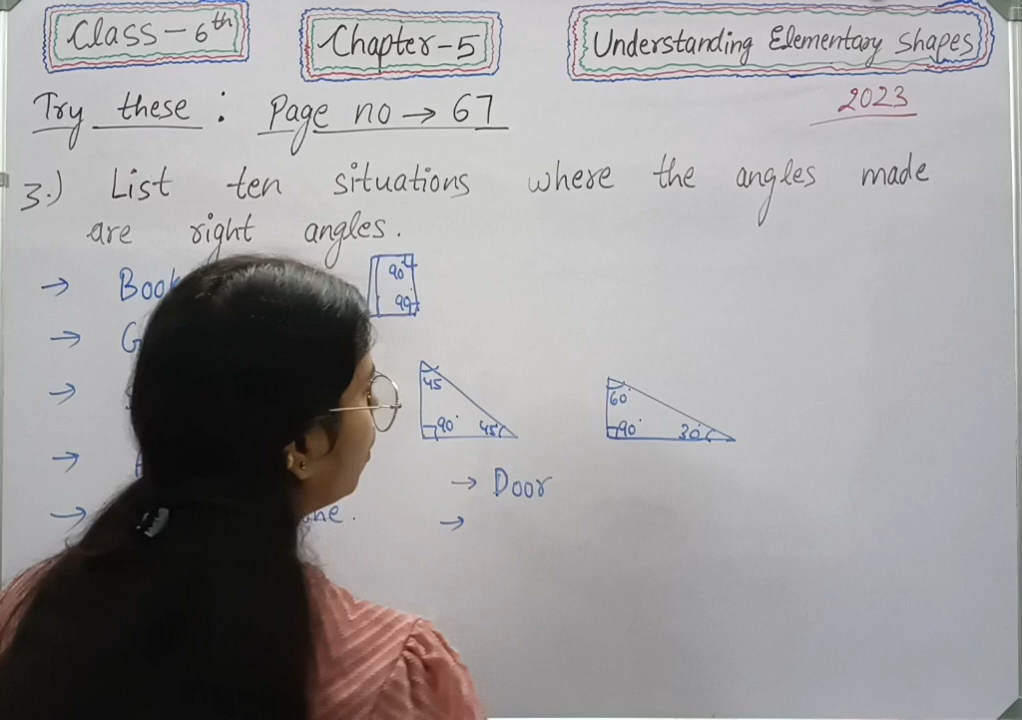 Class - 6th
Chapter-5
Understanding Elementary Shapes
Try these : Page no → 67
2023
3.) List ten situations where the angles made
are right angles.
→ Book
90°
90°
→ G
→
45
90° 45°
60°
90° 30°
→
→ Door
→
→